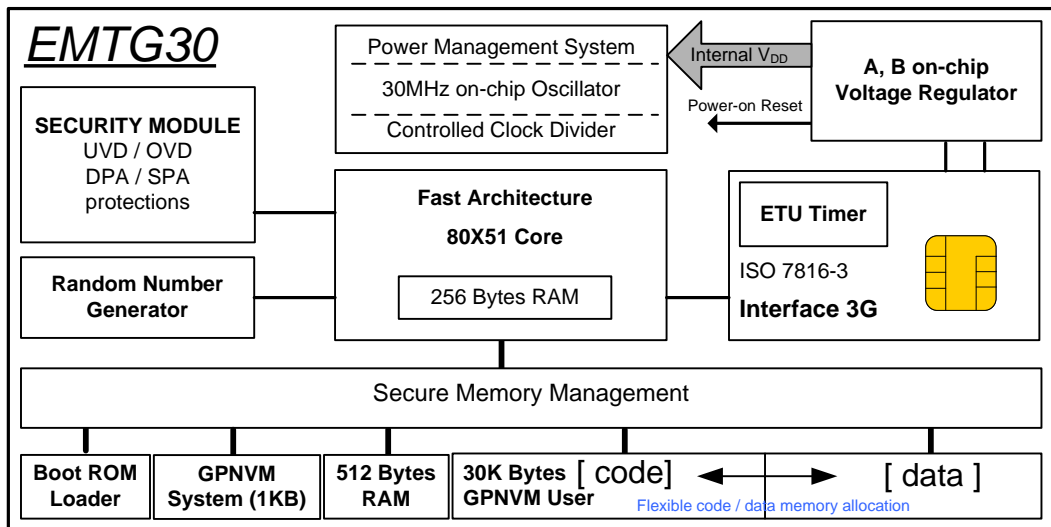 EMTG30
Power Management System
30MHz on-chip Oscillator
Controlled Clock Divider
Internal VDD
Power-on Reset
A, B on-chip
Voltage Regulator
SECURITY MODULE
UVD / OVD
DPA / SPA
protections
Random Number
Generator
Fast Architecture
80X51 Core
256 Bytes RAM
ETU Timer
ISO 7816-3
Interface 3G
Secure Memory Management
Boot ROM
Loader
GPNVM
System (1KB)
512 Bytes
RAM
30K Bytes [ code]
GPNVM User
[ data ]
Flexible code / data memory allocation